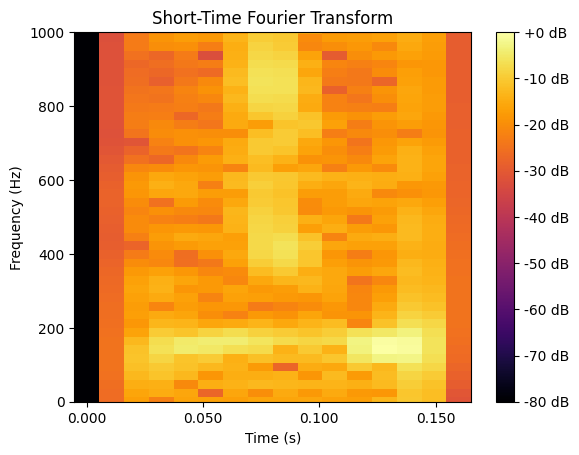 Short-Time Fourier Transform
1000
800
600
400
200
0
Frequency (Hz)
0.000
0.050
0.100
0.150
Time (s)
+0 dB
-10 dB
-20 dB
-30 dB
-40 dB
-50 dB
-60 dB
-70 dB
-80 dB